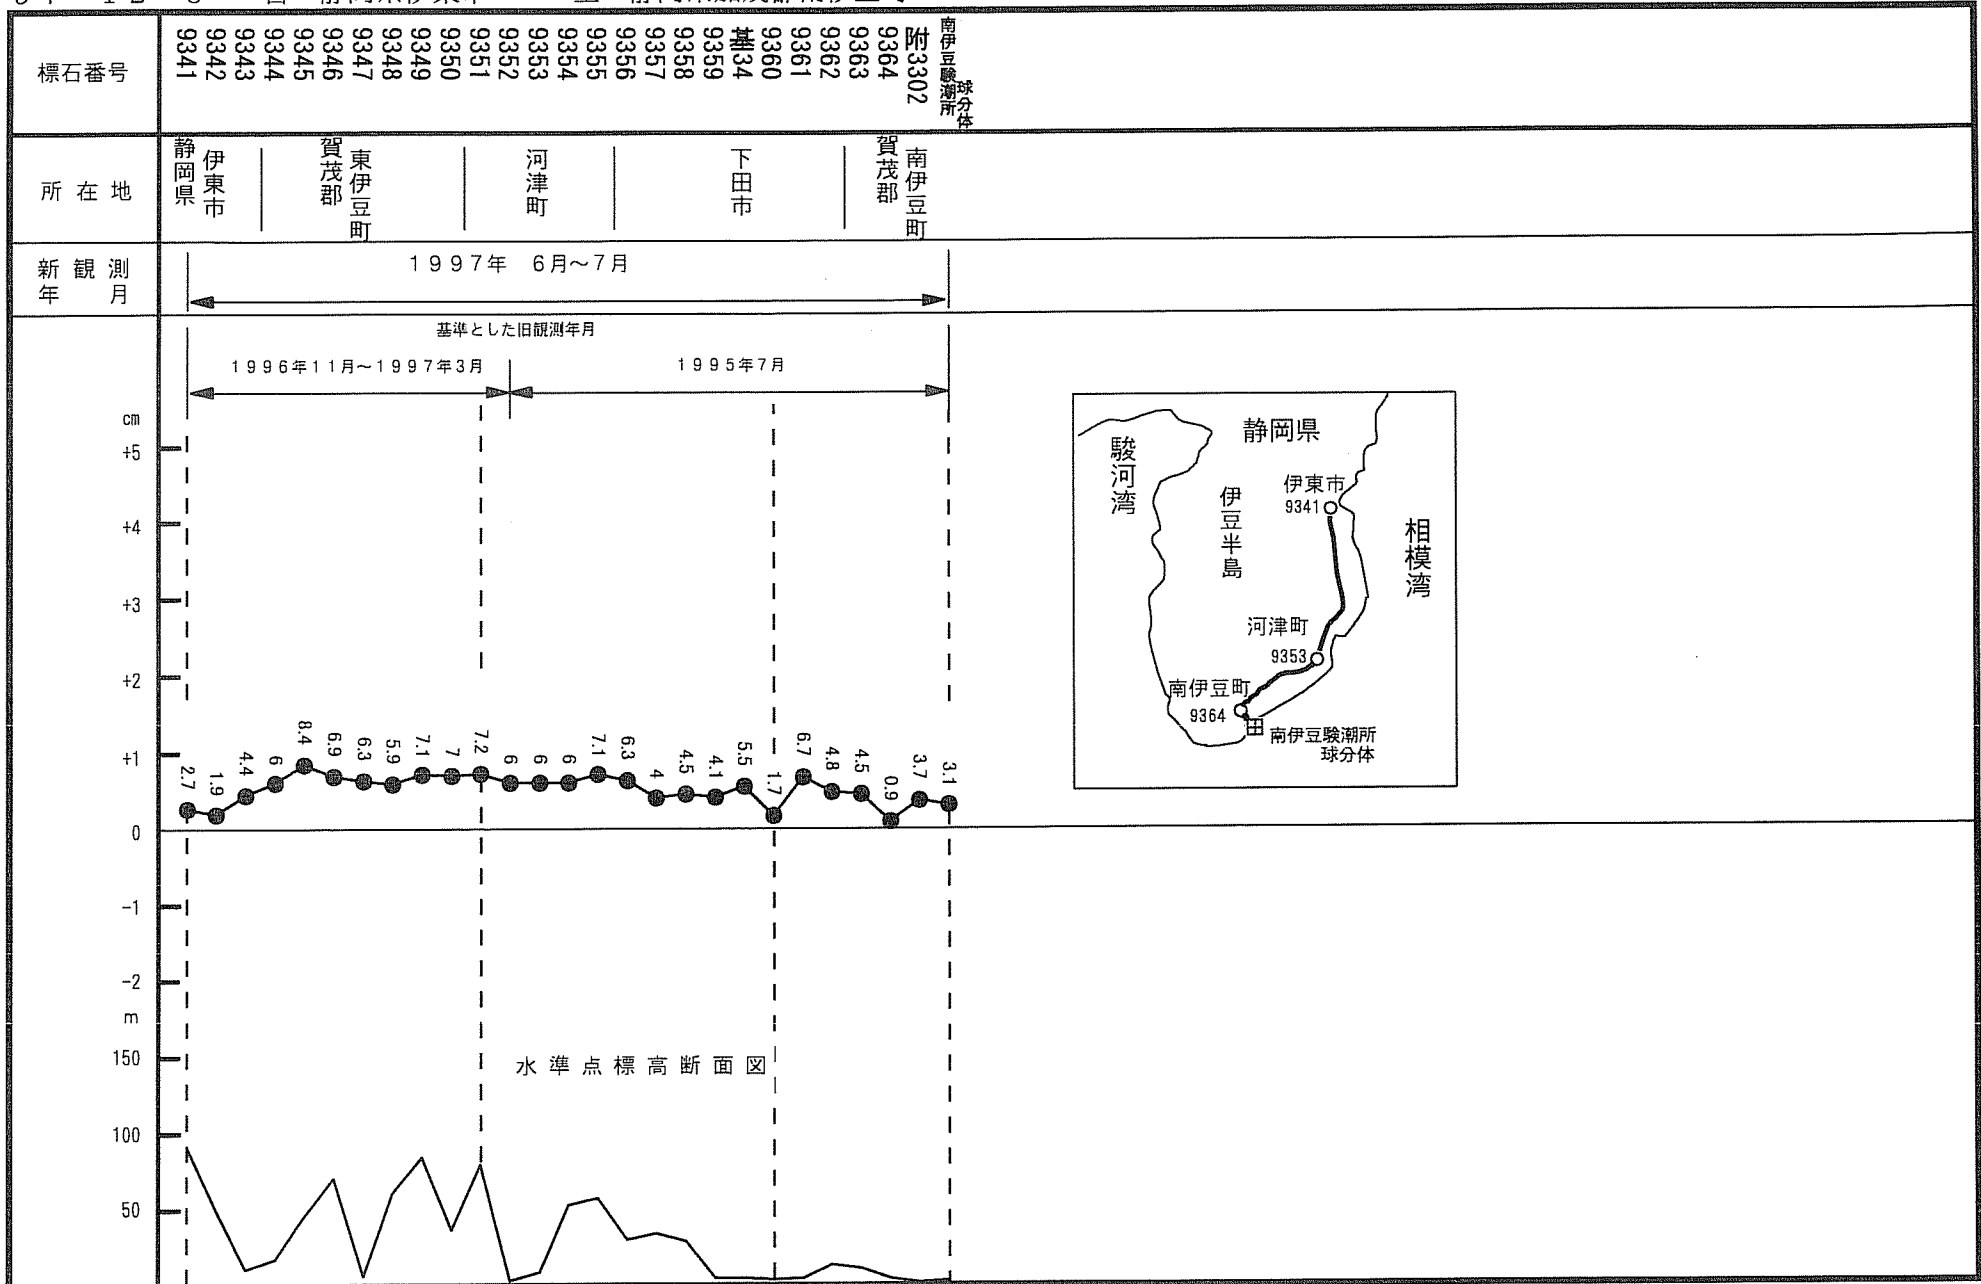 標石番号
9341
9342
9343
9344
9345
9346
9347
9348
9349
9350
9351
9352
9353
9354
9355
9356
9357
9358
9359
基34
9360
9361
9362
9363
9364
附3302
南伊豆験潮所
球分体
所在地
静岡県
伊東市
賀茂郡
東伊豆町
河津町
下田市
賀茂郡
南伊豆町
新観測
年月
1997年 6月~7月
基準とした旧観測年月
1996年11月~1997年3月
1995年7月
cm
+5
+4
+3
+2
+1
0
-1
-2
2.7
1.9
4.4
6
8.4
6.9
6.3
5.9
7.1
7
7.2
6
6
6
7.1
6.3
4
4.5
4.1
5.5
1.7
6.7
4.8
4.5
0.9
3.7
3.1
m
150
100
50
水準点標高断面図
静岡県
駿河湾
伊豆半島
相模湾
伊東市
9341
河津町
9353
南伊豆町
9364
南伊豆験潮所
球分体